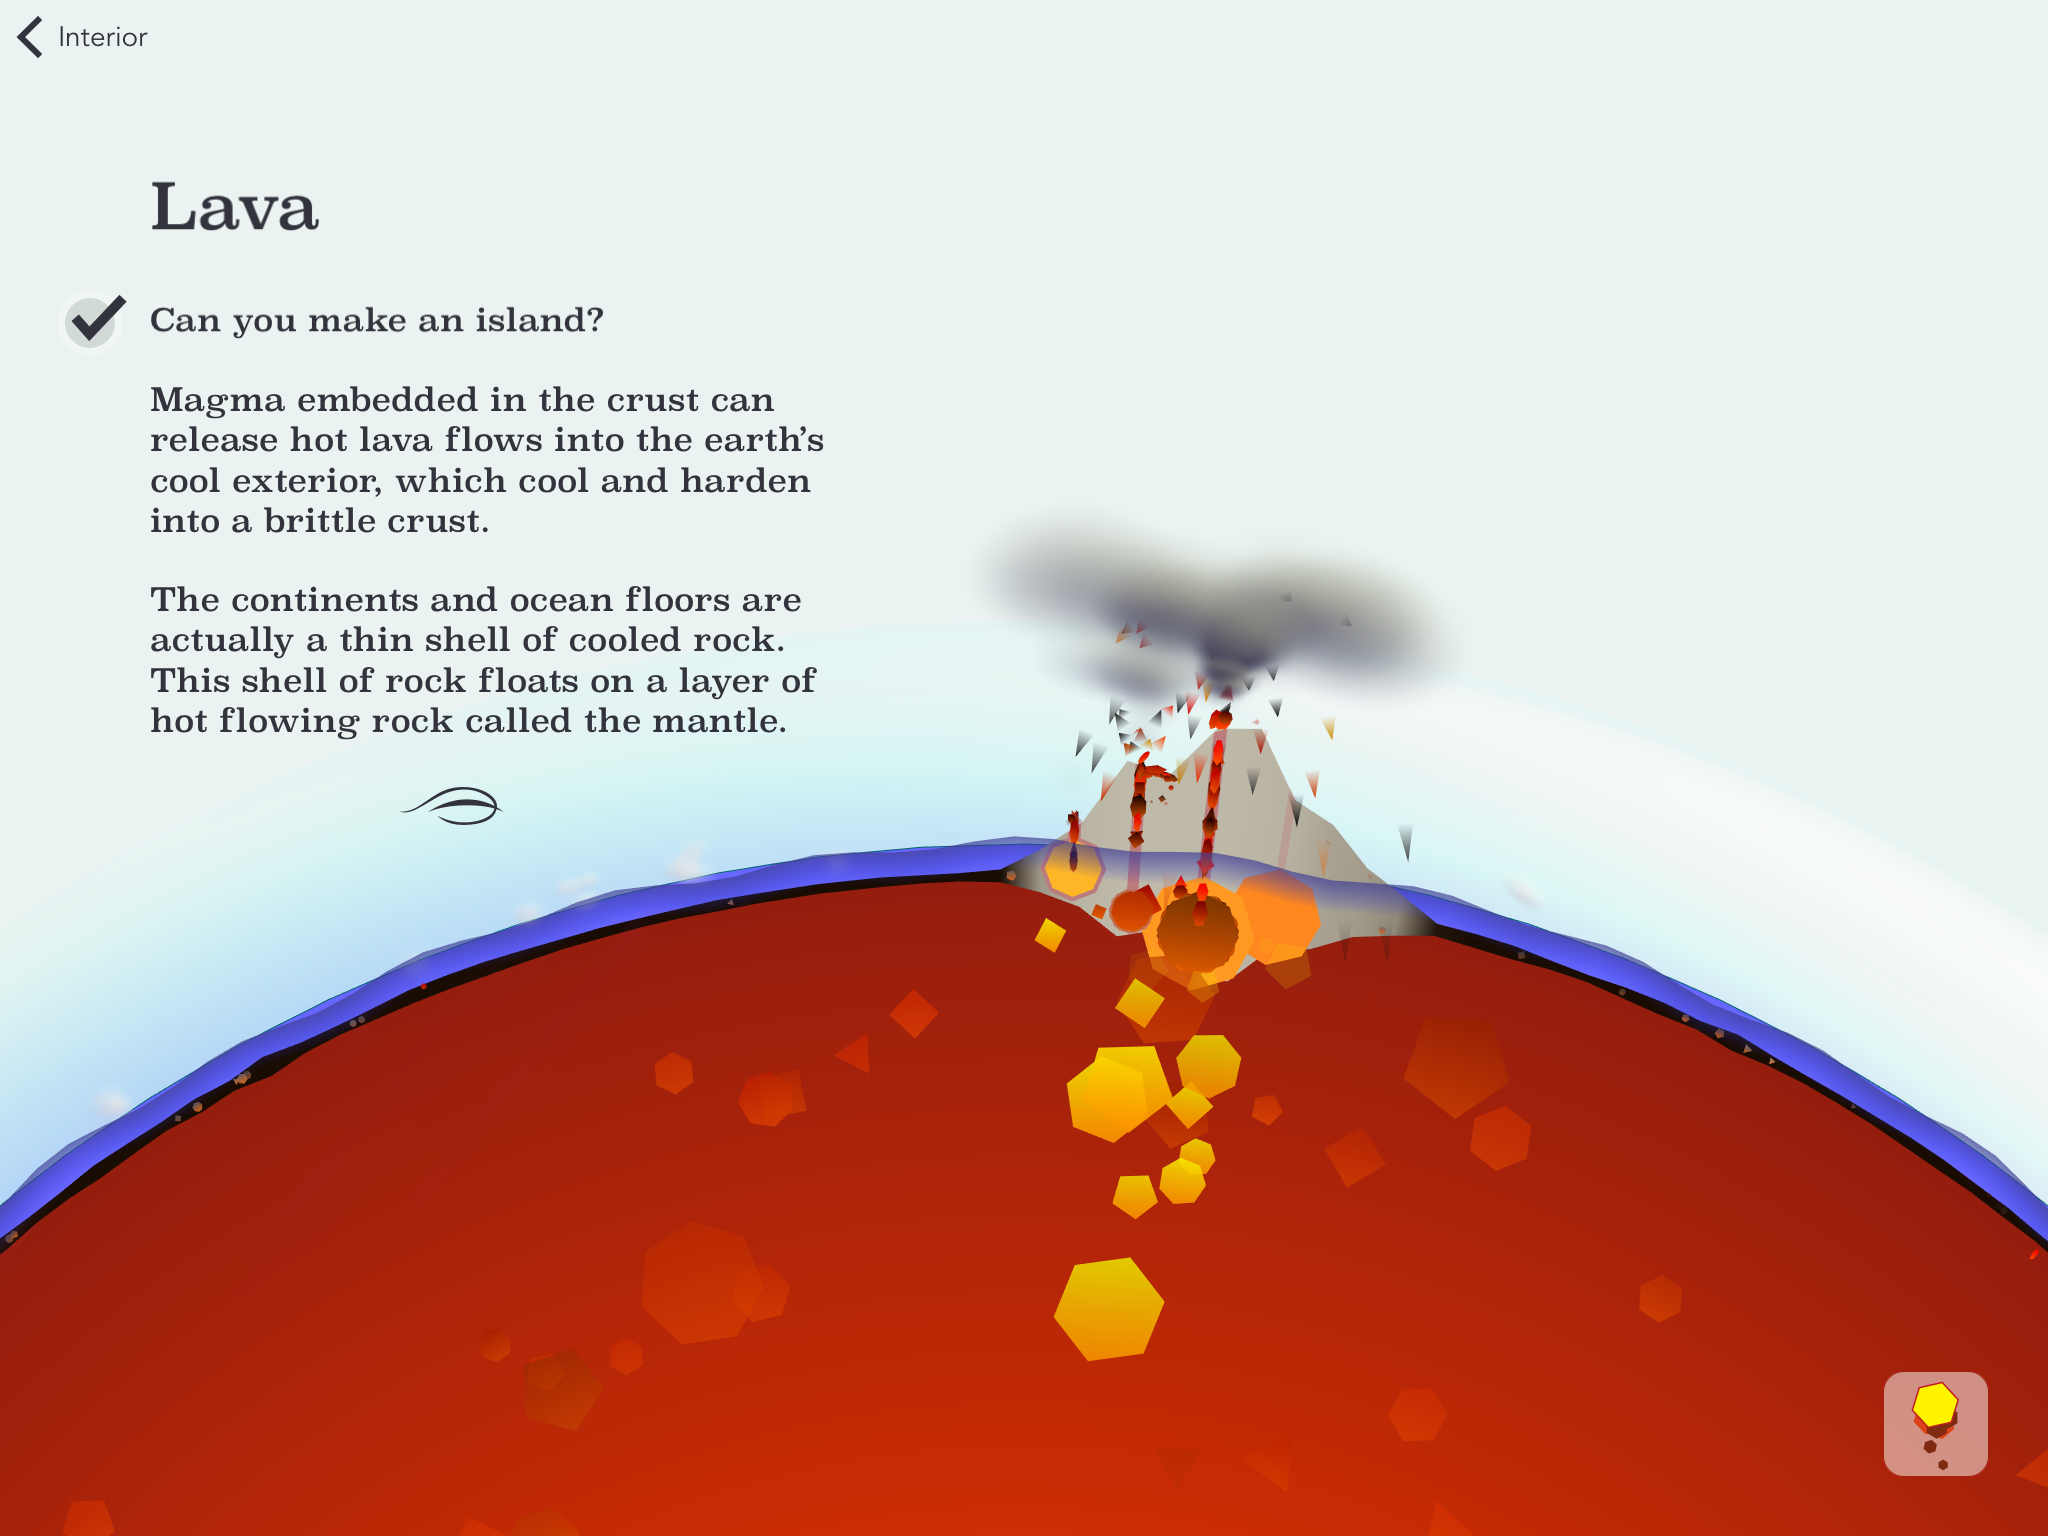 Interior
Lava
Can you make an island?
Magma embedded in the crust can
release hot lava flows into the earth’s
cool exterior, which cool and harden
into a brittle crust.
The continents and ocean floors are
actually a thin shell of cooled rock.
This shell of rock floats on a layer of
hot flowing rock called the mantle.